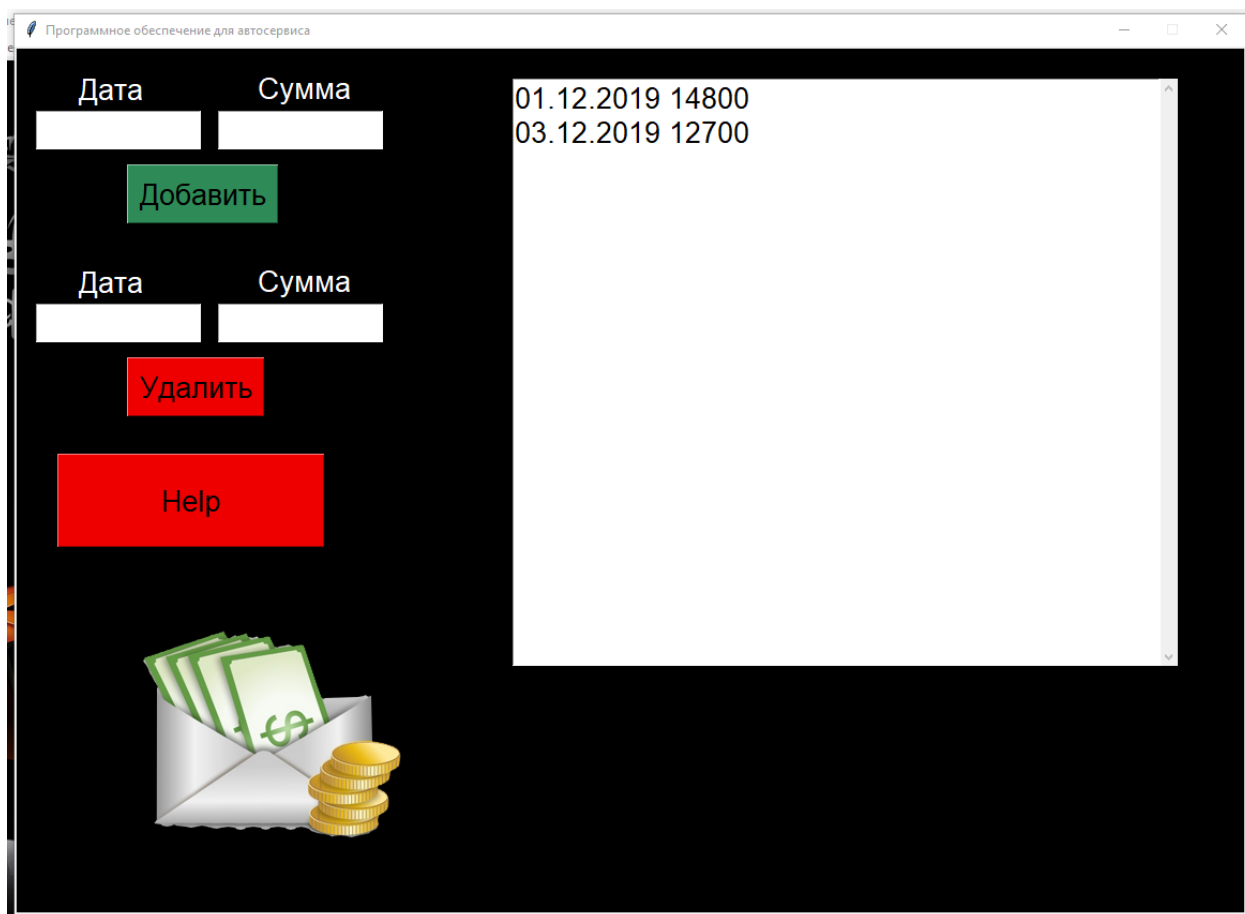 Программное обеспечение для автосервиса
Дата Сумма
Добавить
Дата Сумма
Удалить
Help
01.12.2019 14800
03.12.2019 12700
$